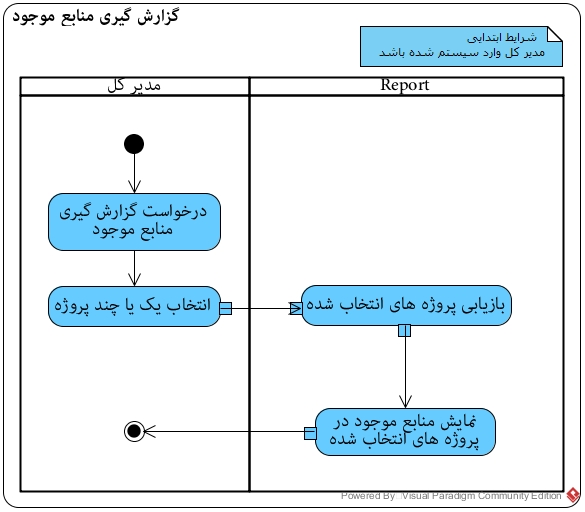 گزارش گیری منابع موجود
شرایط ابتدایی
مدیر کل وارد سیستم شده باشد
مدیر کل
Report
درخواست گزارش گیری
منابع موجود
انتخاب یک یا چند پروژه
بازیابی پروژه های انتخاب شده
نمایش منابع موجود در
پروژه های انتخاب شده
Powered By Visual Paradigm Community Edition